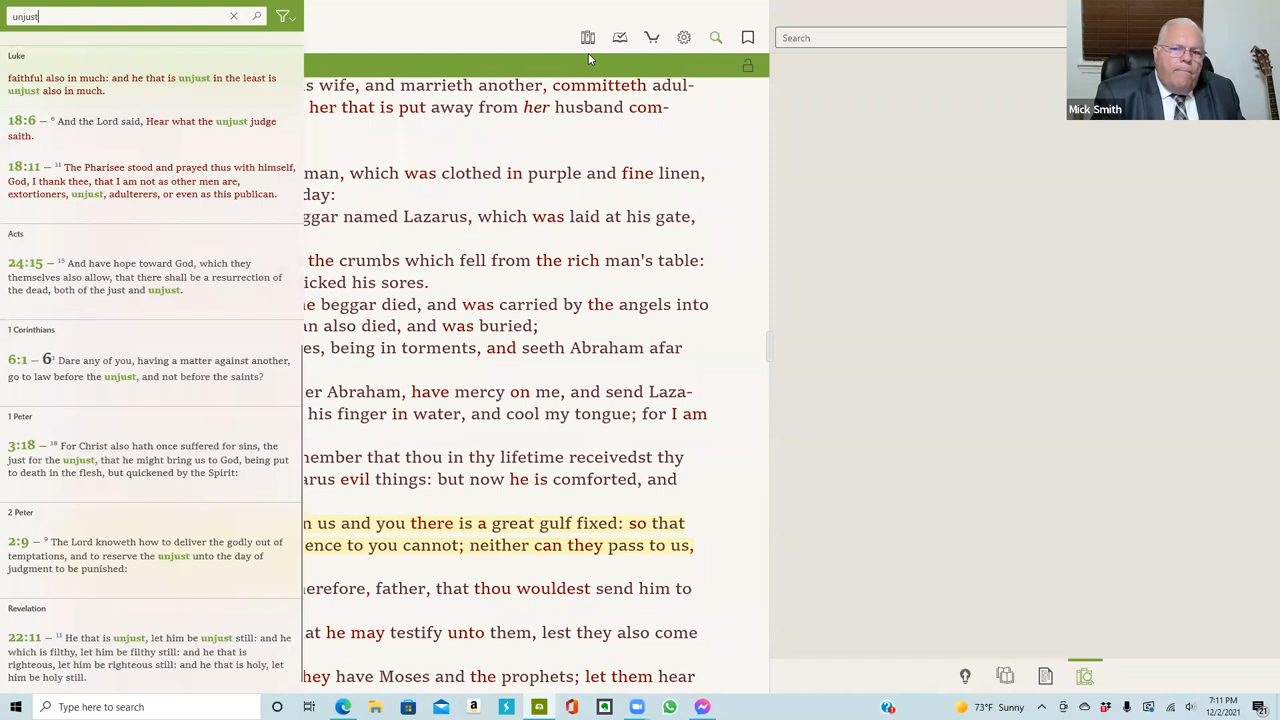 unjust
Luke
faithful also in much: and he that is unjust in the least is
unjust also in much.
18:6 — 6 And the Lord said, Hear what the unjust judge
saith.
18:11 — 11 The Pharisee stood and prayed thus with himself,
God, I thank thee, that I am not as other men are,
extortioners, unjust, adulterers, or even as this publican.
Acts
24:15 — 15 And have hope toward God, which they
themselves also allow, that there shall be a resurrection of
the dead, both of the just and unjust.
1 Corinthians
6:1 — 6 1 Dare any of you, having a matter against another,
go to law before the unjust, and not before the saints?
1 Peter
3:18 — 18 For Christ also hath once suffered for sins, the
just for the unjust, that he might bring us to God, being put
to death in the flesh, but quickened by the Spirit:
2 Peter
2:9 — 9 The Lord knoweth how to deliver the godly out of
temptations, and to reserve the unjust unto the day of
judgment to be punished:
Revelation
22:11 — 11 He that is unjust, let him be unjust still: and he
which is filthy, let him be filthy still: and he that is
righteous, let him be righteous still: and he that is holy, let
him be holy still.
s wife, and marrieth another, committeth adul-
her that is put away from her husband com-
man, which was clothed in purple and fine linen,
day:
ggar named Lazarus, which was laid at his gate,
the crumbs which fell from the rich man's table:
icked his sores.
e beggar died, and was carried by the angels into
n also died, and was buried;
es, being in torments, and seeth Abraham afar
er Abraham, have mercy on me, and send Laza-
his finger in water, and cool my tongue; for I am
member that thou in thy lifetime receivedst thy
arus evil things: but now he is comforted, and
n us and you there is a great gulf fixed: so that
ence to you cannot; neither can they pass to us,
herefore, father, that thou wouldest send him to
at he may testify unto them, lest they also come
hey have Moses and the prophets; let them hear
Search
Mick Smith
Type here to search
73°F Sunny
7:11 PM
12/2/2021
21